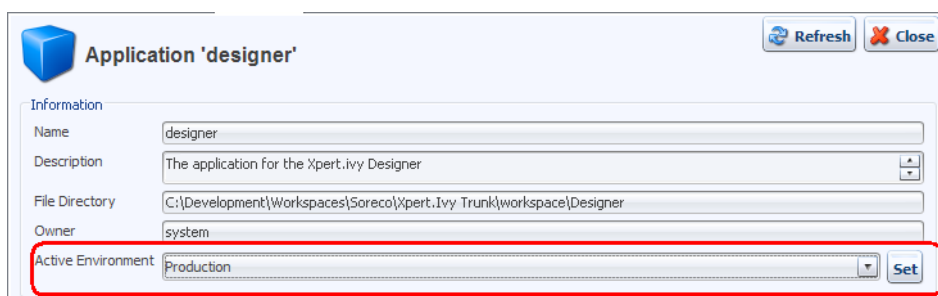 Application 'designer'
Refresh
Close
Information
Name
designer
Description
The application for the Xpert.ivy Designer
File Directory
C:\Development\Workspaces\Soreco\Xpert.Ivy Trunk\workspace\Designer
Owner
system
Active Environment
Production
Set